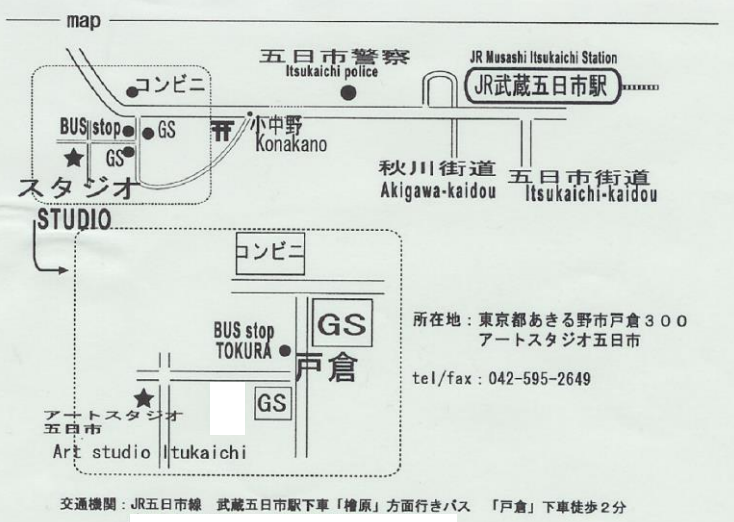 map
五日市警察
Itsukaichi police
JR Musashi Itsukaichi Station
JR武蔵五日市駅
コンビニ
BUS stop
GS
GS
小中野
Konakano
秋川街道
Akigawa-kaidou
五日市街道
Itsukaichi-kaidou
スタジオ
STUDIO
コンビニ
GS
BUS stop
TOKURA
戸倉
GS
アートスタジオ
五日市
Art studio Itukaichi
所在地：東京都あきる野市戸倉３００
アートスタジオ五日市
tel/fax：042-595-2649
交通機関：JR五日市線　武蔵五日市駅下車「檜原」方面行きバス　「戸倉」下車徒歩２分